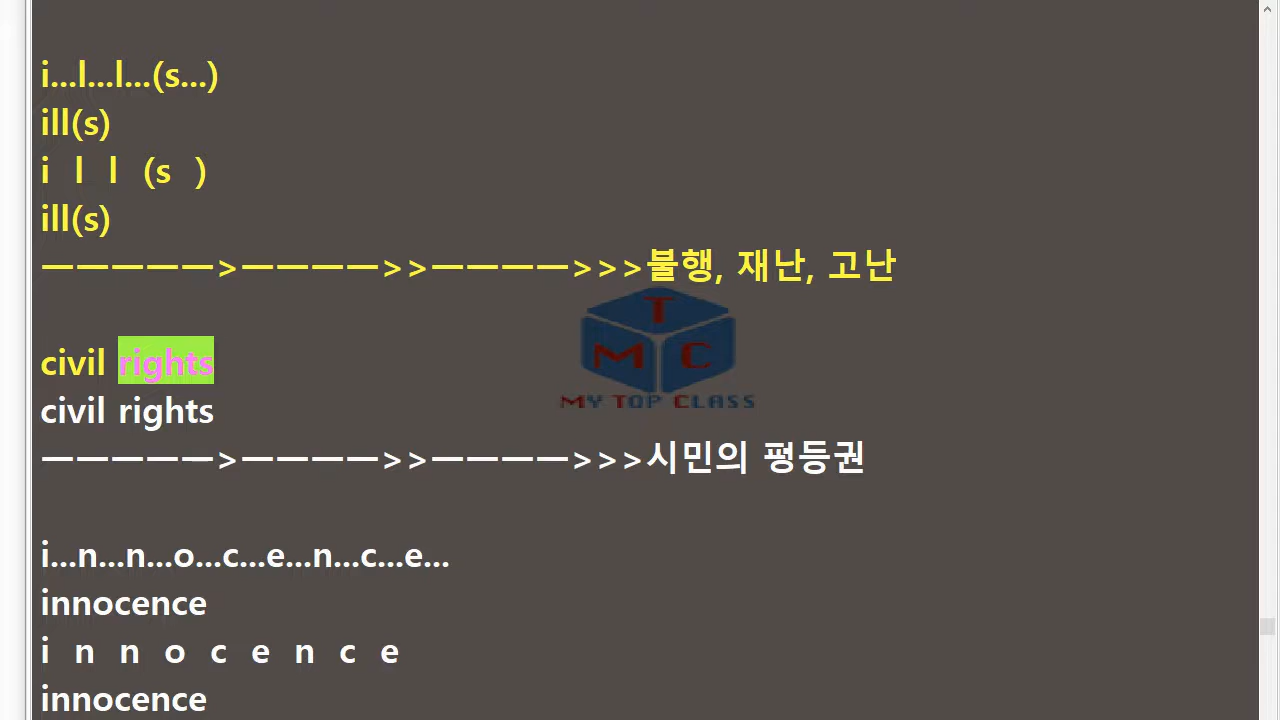 i...l...l...(s...)
ill(s)
i l l (s )
ill(s)
ㅡㅡㅡㅡㅡ>ㅡㅡㅡㅡ>>ㅡㅡㅡㅡ>>>불행, 재난, 고난
T
M C
MY TOP CLASS
civil rights
civil rights
ㅡㅡㅡㅡㅡ>ㅡㅡㅡㅡ>>ㅡㅡㅡㅡ>>>시민의 평등권
i...n...n...o...c...e...n...c...e...
innocence
i n n o c e n c e
innocence